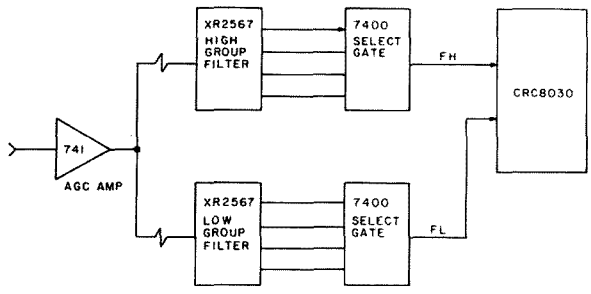 XR2567
HIGH
GROUP
FILTER
7400
SELECT
GATE
FH
CRC8030
741
AGC AMP
XR2567
LOW
GROUP
FILTER
7400
SELECT
GATE
FL